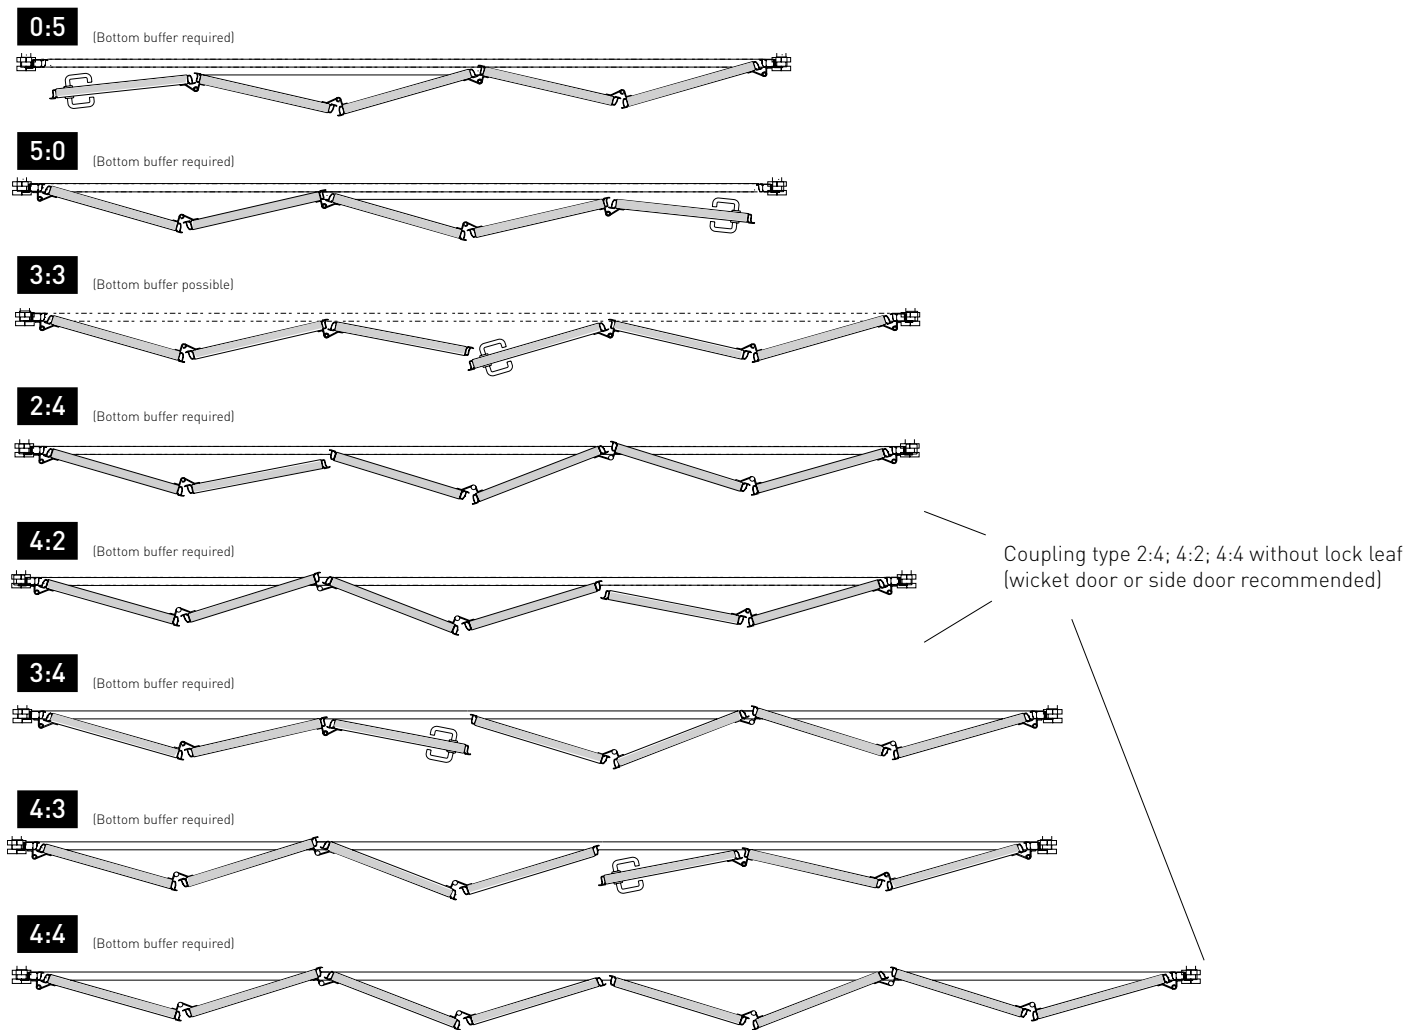 0:5
(Bottom buffer required)
5:0
(Bottom buffer required)
3:3
(Bottom buffer possible)
2:4
(Bottom buffer required)
4:2
(Bottom buffer required)
Coupling type 2:4; 4:2; 4:4 without lock leaf
(wicket door or side door recommended)
3:4
(Bottom buffer required)
4:3
(Bottom buffer required)
4:4
(Bottom buffer required)